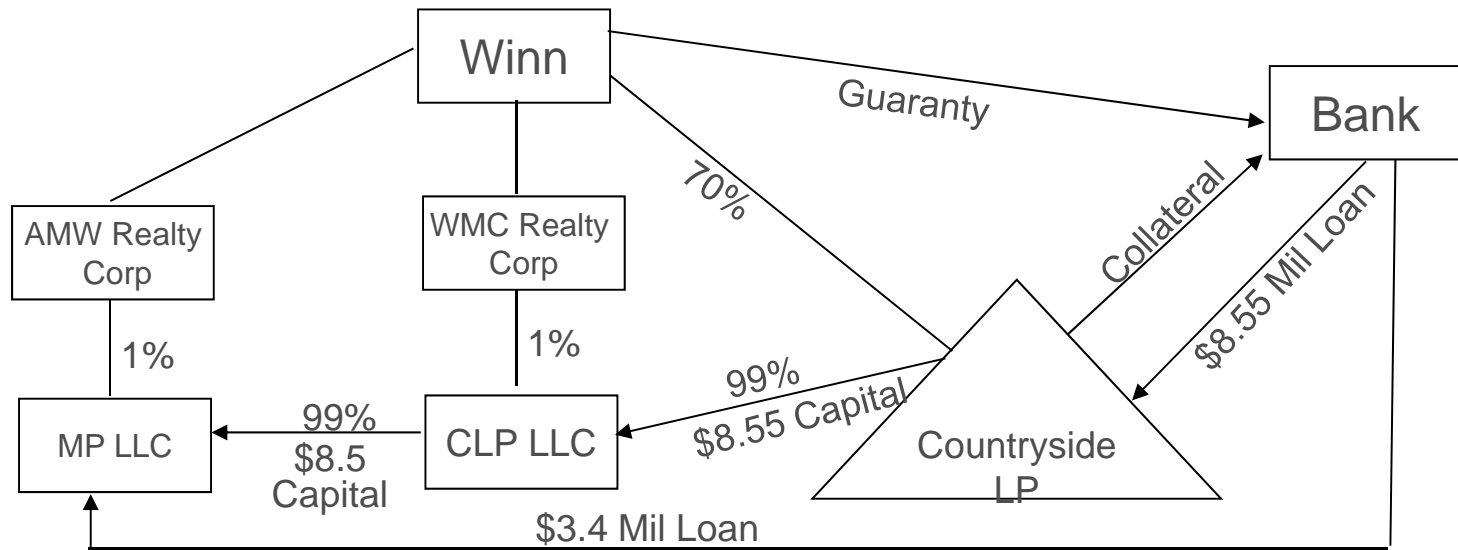 Winn
Guaranty
Bank
70%
Collateral
$8.55 Mil Loan
AMW Realty
Corp
WMC Realty
Corp
1%
1%
99%
$8.55 Capital
99%
$8.5
Capital
MP LLC
CLP LLC
Countryside
LP
$3.4 Mil Loan